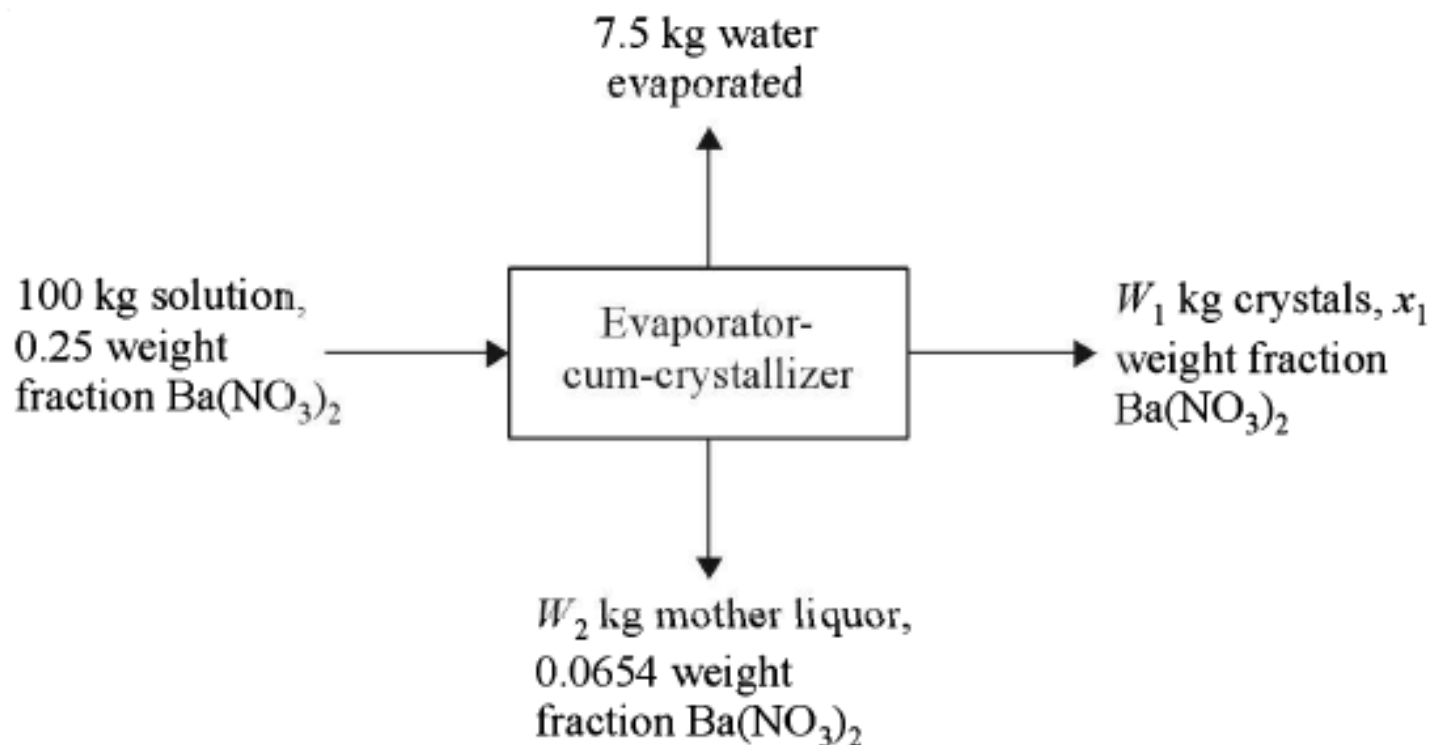 7.5 kg water
evaporated
100 kg solution,
0.25 weight
fraction Ba(NO₃)₂
Evaporator-
cum-crystallizer
W₁ kg crystals, x₁
weight fraction
Ba(NO₃)₂
W₂ kg mother liquor,
0.0654 weight
fraction Ba(NO₃)₂